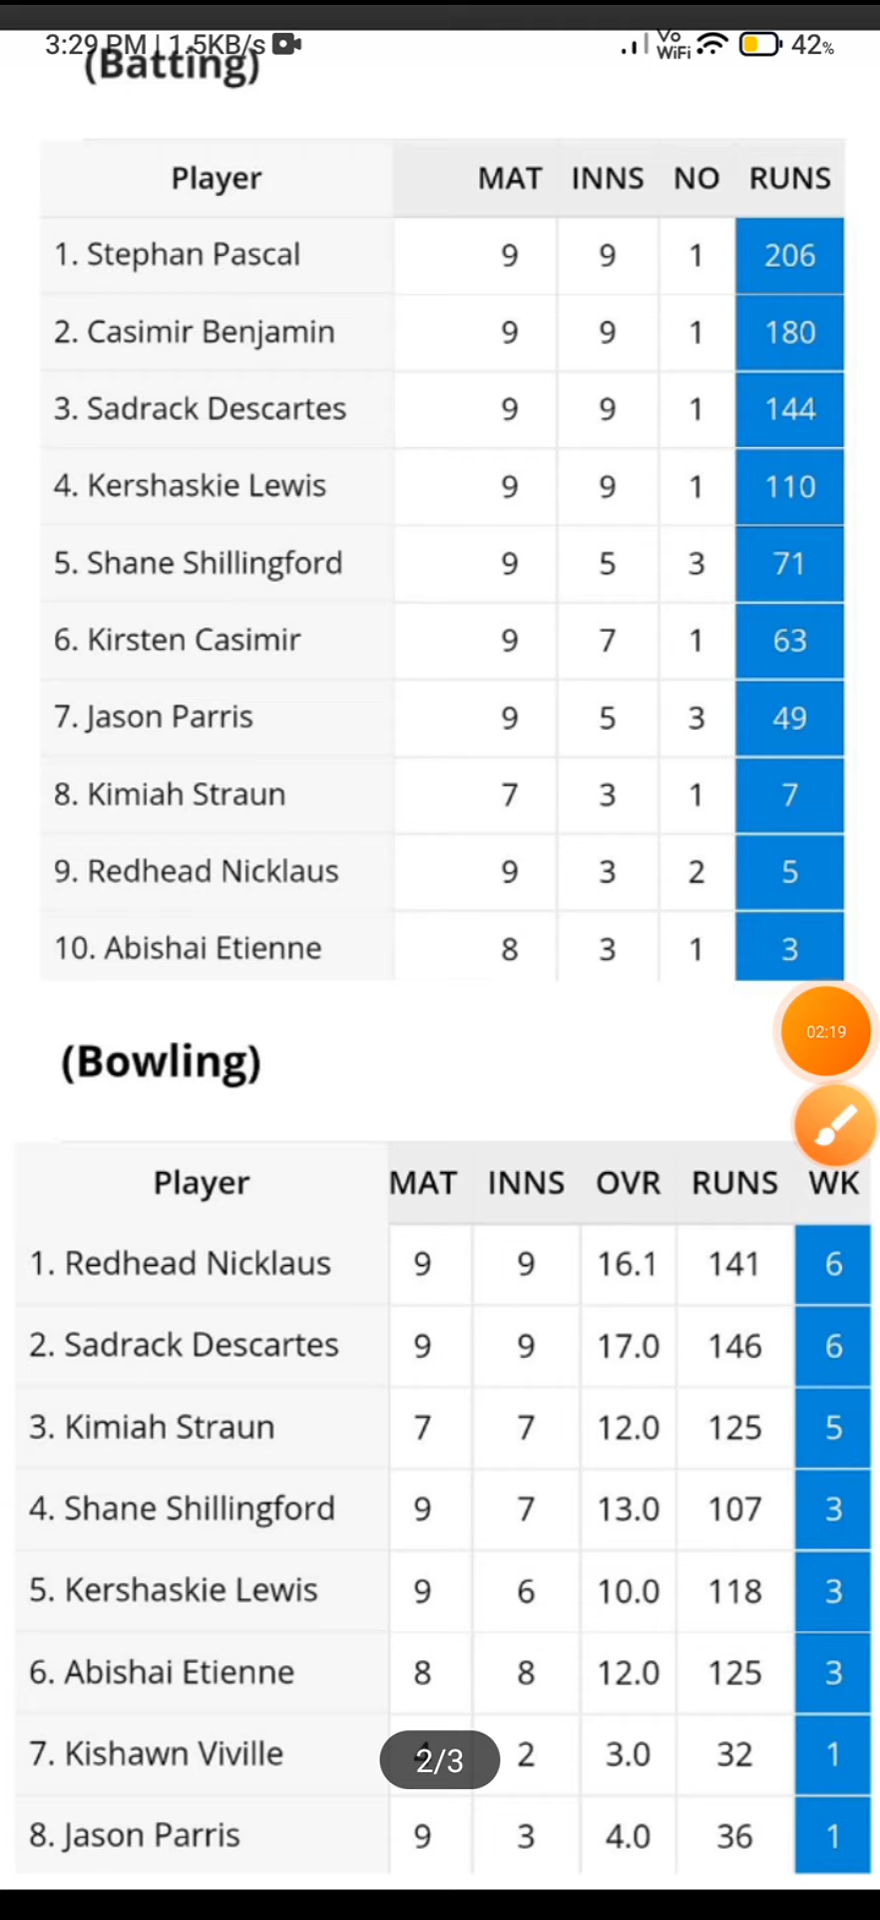 3:29 PM | 1.5KB/s Vo WiFi 42%
(Batting)
Player MAT INNS NO RUNS
1. Stephan Pascal 9 9 1 206
2. Casimir Benjamin 9 9 1 180
3. Sadrack Descartes 9 9 1 144
4. Kershaskie Lewis 9 9 1 110
5. Shane Shillingford 9 5 3 71
6. Kirsten Casimir 9 7 1 63
7. Jason Parris 9 5 3 49
8. Kimiah Straun 7 3 1 7
9. Redhead Nicklaus 9 3 2 5
10. Abishai Etienne 8 3 1 3
02:19
(Bowling)
Player MAT INNS OVR RUNS WK
1. Redhead Nicklaus 9 9 16.1 141 6
2. Sadrack Descartes 9 9 17.0 146 6
3. Kimiah Straun 7 7 12.0 125 5
4. Shane Shillingford 9 7 13.0 107 3
5. Kershaskie Lewis 9 6 10.0 118 3
6. Abishai Etienne 8 8 12.0 125 3
7. Kishawn Viville 2/3 2 3.0 32 1
8. Jason Parris 9 3 4.0 36 1